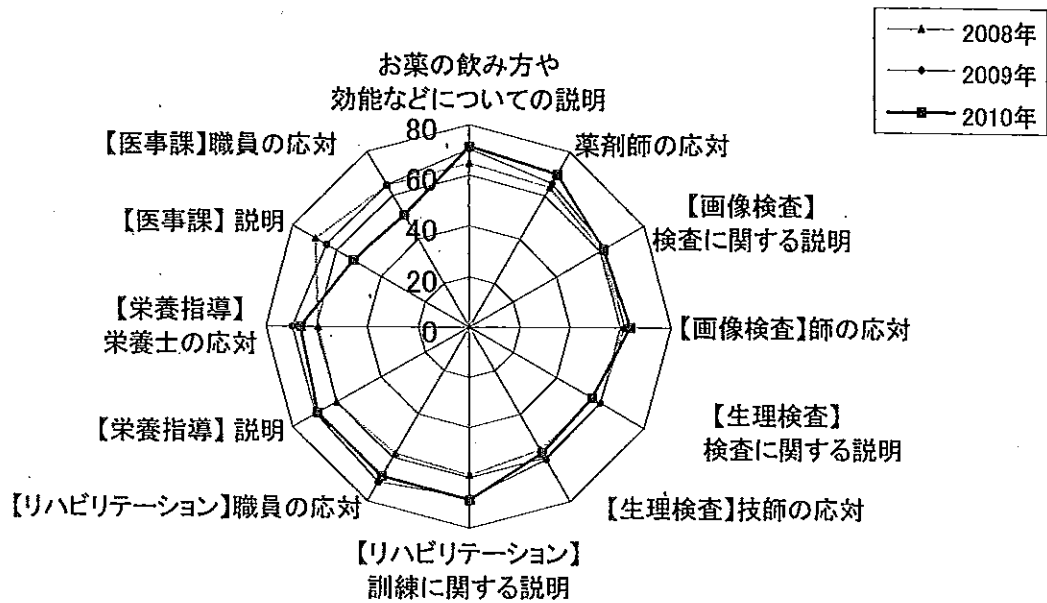 2008年
2009年
2010年
お薬の飲み方や
効能などについての説明
薬剤師の応対
【画像検査】
検査に関する説明
【画像検査】師の応対
【生理検査】
検査に関する説明
【生理検査】技師の応対
【リハビリテーション】
訓練に関する説明
【リハビリテーション】職員の応対
【栄養指導】説明
【栄養指導】
栄養士の応対
【医事課】説明
【医事課】職員の応対
80
60
40
20
0